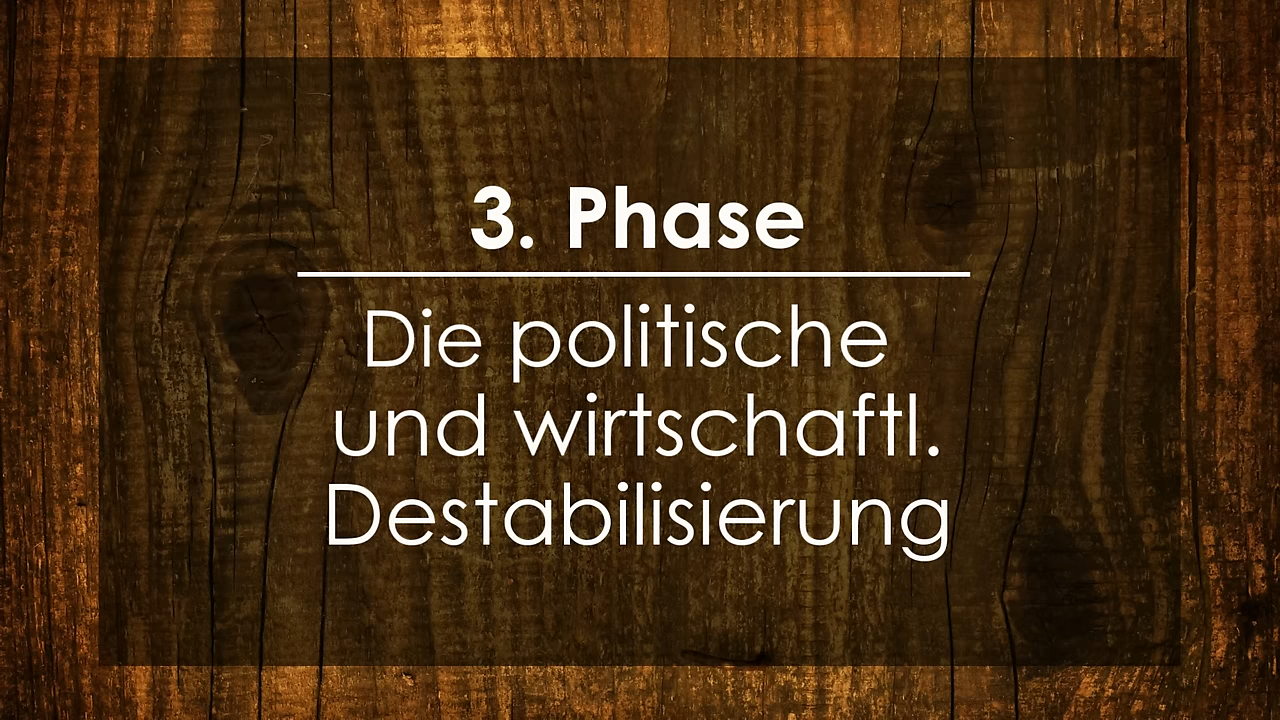 3. Phase
Die politische
und wirtschaftl.
Destabilisierung